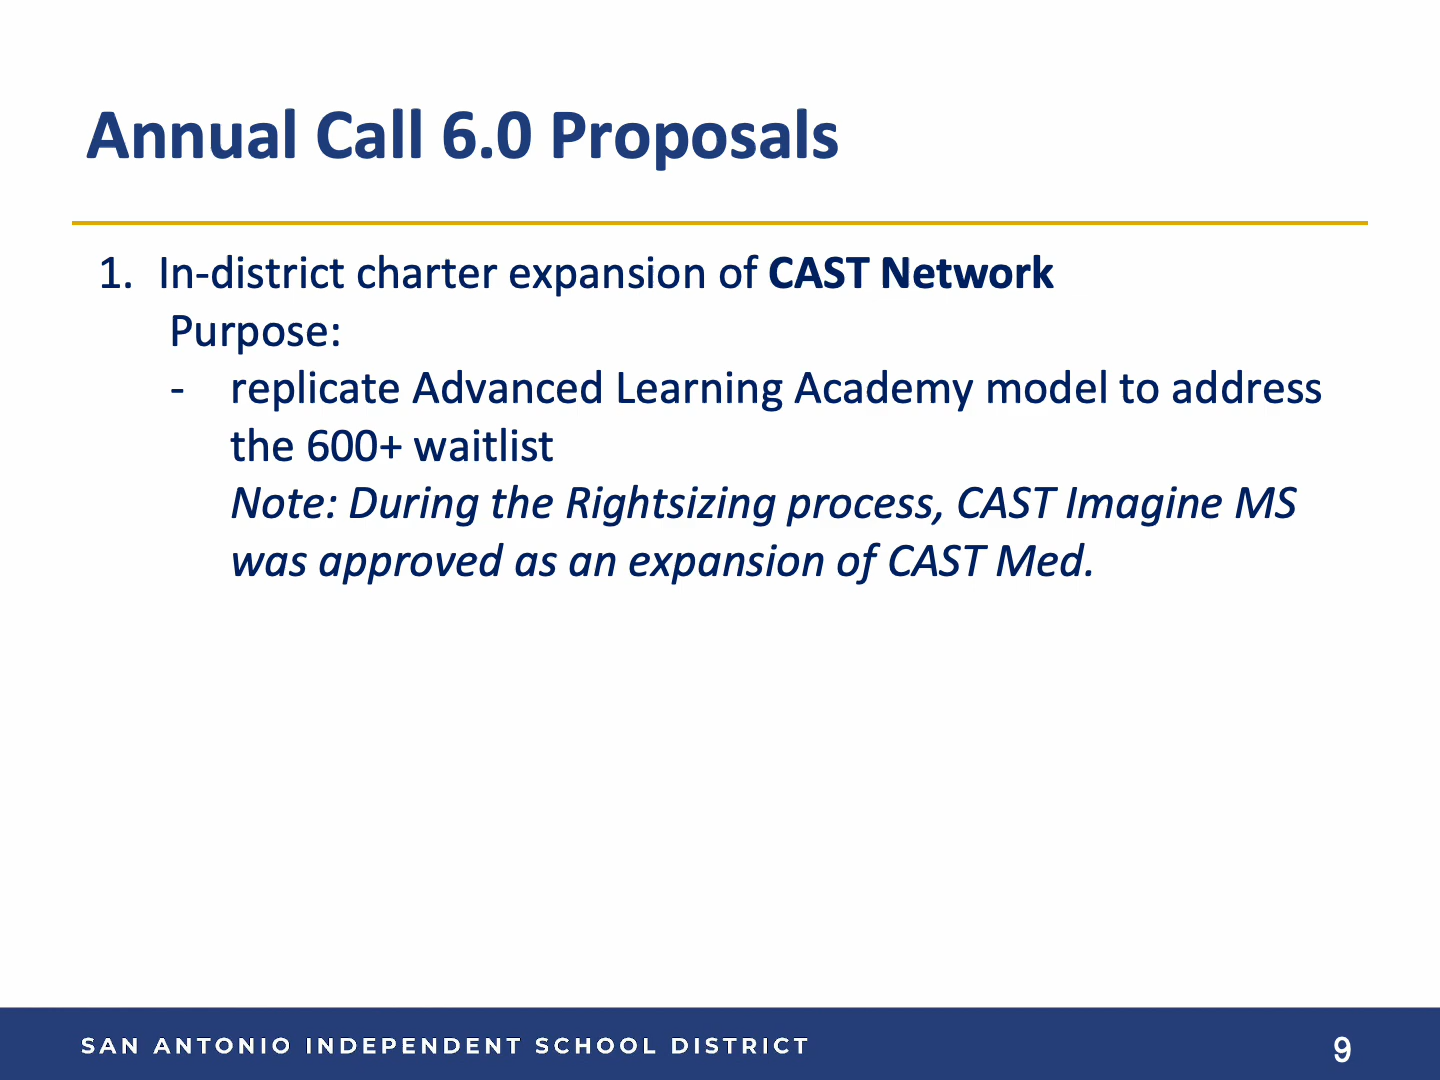 Annual Call 6.0 Proposals
1. In-district charter expansion of CAST Network
Purpose:
- replicate Advanced Learning Academy model to address
the 600+ waitlist
Note: During the Rightsizing process, CAST Imagine MS
was approved as an expansion of CAST Med.
SAN ANTONIO INDEPENDENT SCHOOL DISTRICT
9